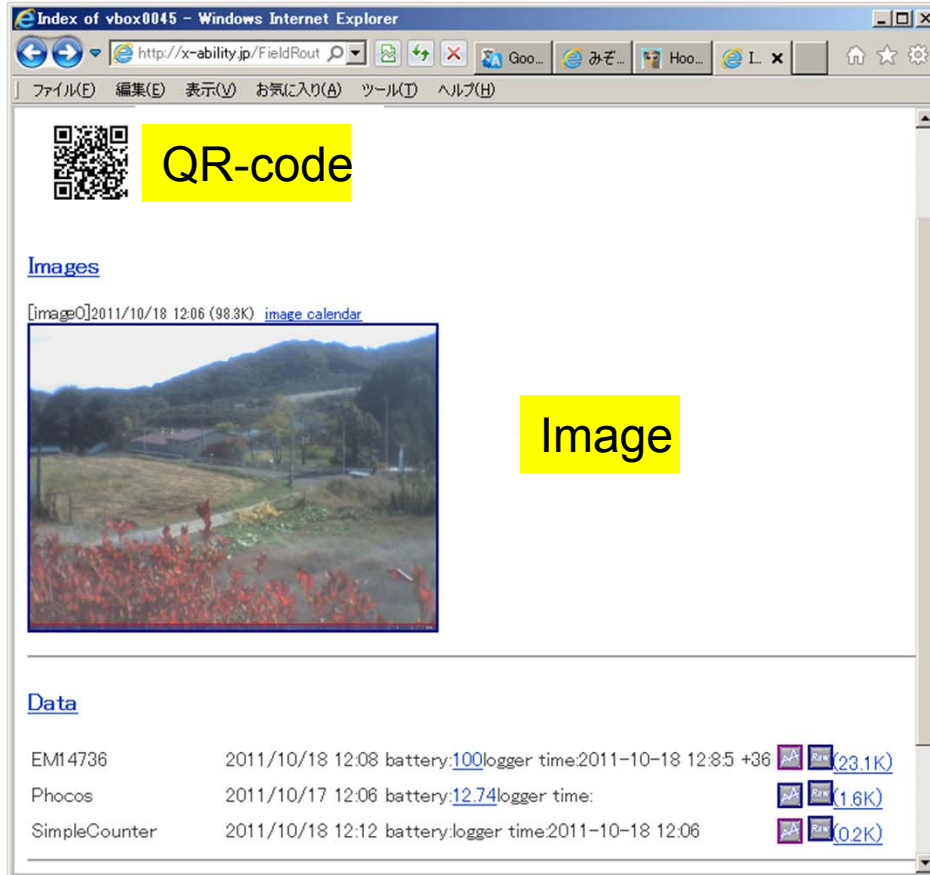 Index of vbox0045 - Windows Internet Explorer
http://x-ability.jp/FieldRout
Goo...
みぞ...
Hoo...
I...
ファイル(F) 編集(E) 表示(V) お気に入り(A) ツール(T) ヘルプ(H)
QR-code
Images
[image0]2011/10/18 12:06 (98.3K) image calendar
Image
Data
EM14736 2011/10/18 12:08 battery:100logger time:2011-10-18 12:8:5 +36 Raw (23.1K)
Phocos 2011/10/17 12:06 battery:12.74logger time: Raw (1.6K)
SimpleCounter 2011/10/18 12:12 battery:logger time:2011-10-18 12:06 Raw (0.2K)